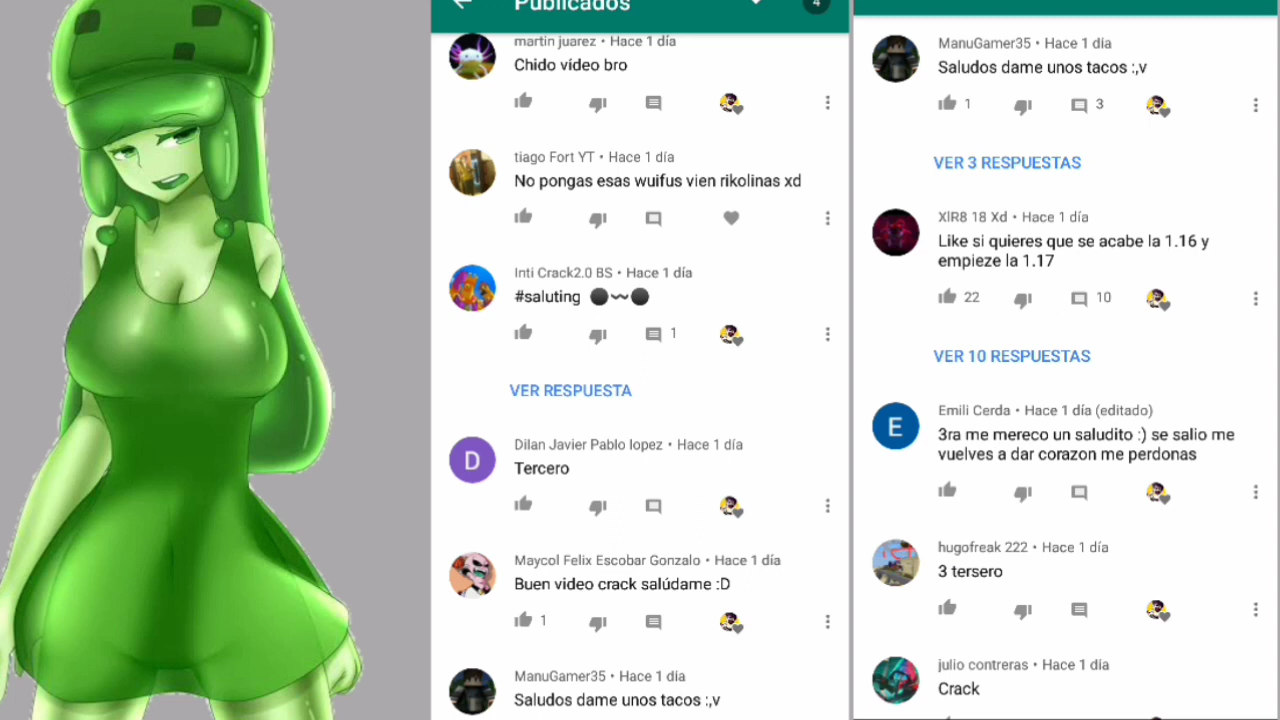 Publicados
4
martin juarez • Hace 1 día
Chido vídeo bro
tiago Fort YT • Hace 1 día
No pongas esas wuifus vien rikolinas xd
Inti Crack2.0 BS • Hace 1 día
#saluting ⚫〰⚫
1
VER RESPUESTA
D
Dilan Javier Pablo lopez • Hace 1 día
Tercero
Maycol Felix Escobar Gonzalo • Hace 1 día
Buen video crack salúdame :D
1
ManuGamer35 • Hace 1 día
Saludos dame unos tacos :,v
ManuGamer35 • Hace 1 día
Saludos dame unos tacos :,v
1
3
VER 3 RESPUESTAS
XlR8 18 Xd • Hace 1 día
Like si quieres que se acabe la 1.16 y
empieze la 1.17
22
10
VER 10 RESPUESTAS
E
Emili Cerda • Hace 1 día (editado)
3ra me mereco un saludito :) se salio me
vuelves a dar corazon me perdonas
hugofreak 222 • Hace 1 día
3 tersero
julio contreras • Hace 1 día
Crack